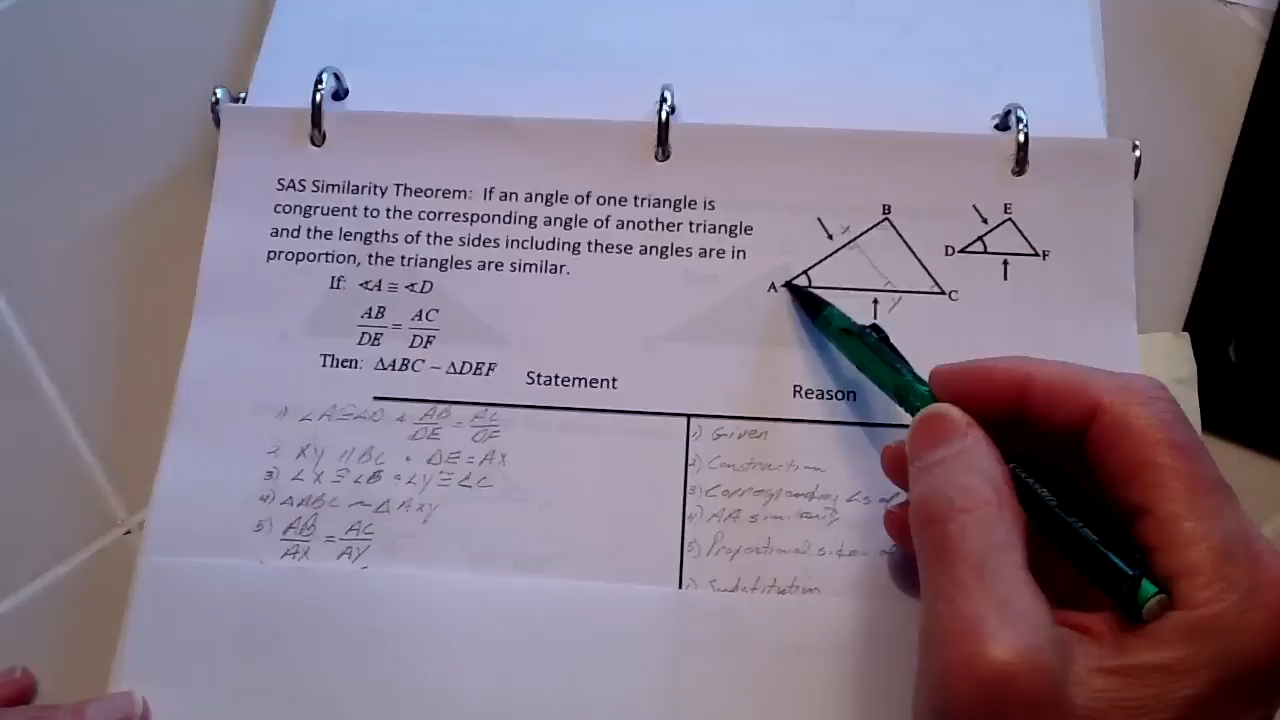 SAS Similarity Theorem: If an angle of one triangle is
congruent to the corresponding angle of another triangle
and the lengths of the sides including these angles are in
proportion, the triangles are similar.
If: ∢A ≅ ∢D
AB/DE = AC/DF
Then: ΔABC ~ ΔDEF
B
x
A
y
C
E
D
F
Statement
Reason
1) ∠A≅∠D & AB/DE = AC/DF
2) XY ∥ BC & DE = AX
3) ∠X ≅ ∠B & ∠Y ≅ ∠C
4) ΔABC ~ ΔAXY
5) AB/AX = AC/AY
1) Given
2) Construction
3) Corresponding ∠s of
4) AA similarity
5) Proportional sides of
Substitution